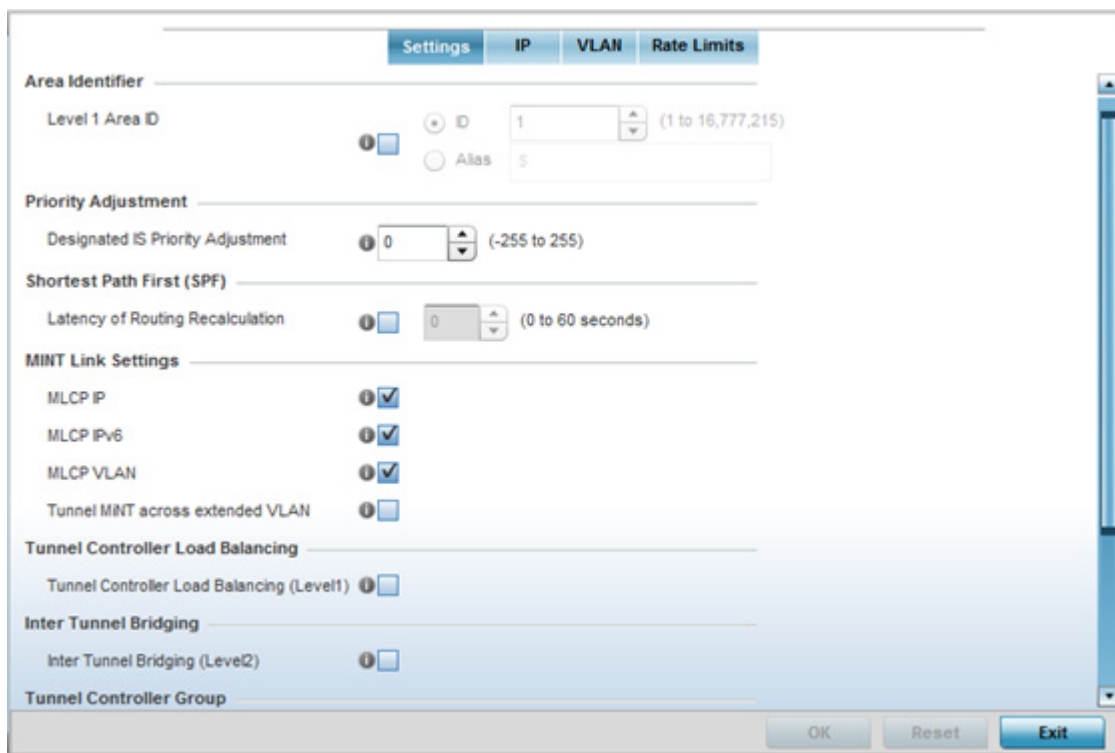 Settings IP VLAN Rate Limits
Area Identifier
Level 1 Area ID
ID 1 (1 to 16,777,215)
Alias $
Priority Adjustment
Designated IS Priority Adjustment 0 (-255 to 255)
Shortest Path First (SPF)
Latency of Routing Recalculation 0 (0 to 60 seconds)
MINT Link Settings
MLCP IP
MLCP IPv6
MLCP VLAN
Tunnel MiNT across extended VLAN
Tunnel Controller Load Balancing
Tunnel Controller Load Balancing (Level1)
Inter Tunnel Bridging
Inter Tunnel Bridging (Level2)
Tunnel Controller Group
OK Reset Exit